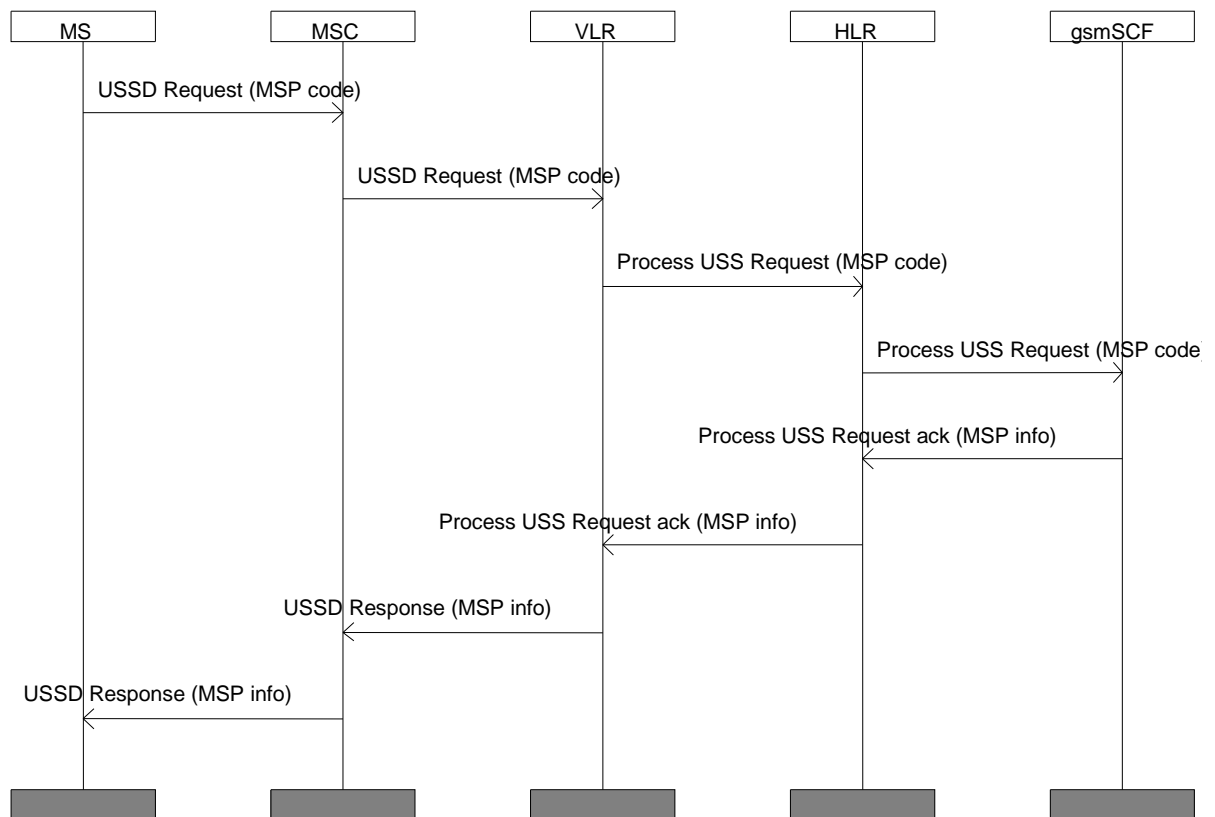 MS
MSC
VLR
HLR
gsmSCF
USSD Request (MSP code)
USSD Request (MSP code)
Process USS Request (MSP code)
Process USS Request (MSP code)
Process USS Request ack (MSP info)
Process USS Request ack (MSP info)
USSD Response (MSP info)
USSD Response (MSP info)